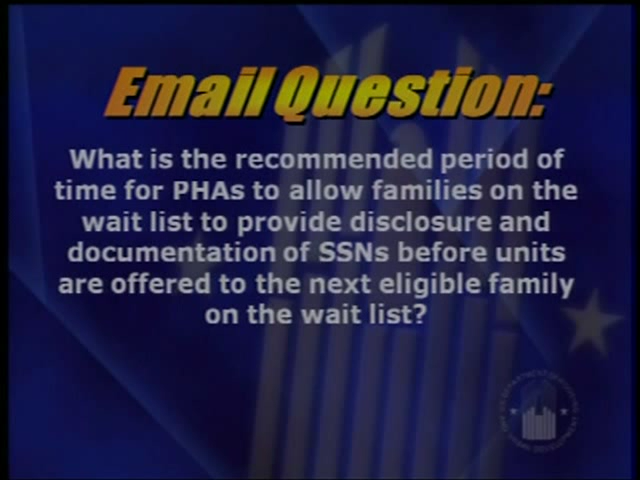 Email Question:
What is the recommended period of
time for PHAs to allow families on the
wait list to provide disclosure and
documentation of SSNs before units
are offered to the next eligible family
on the wait list?